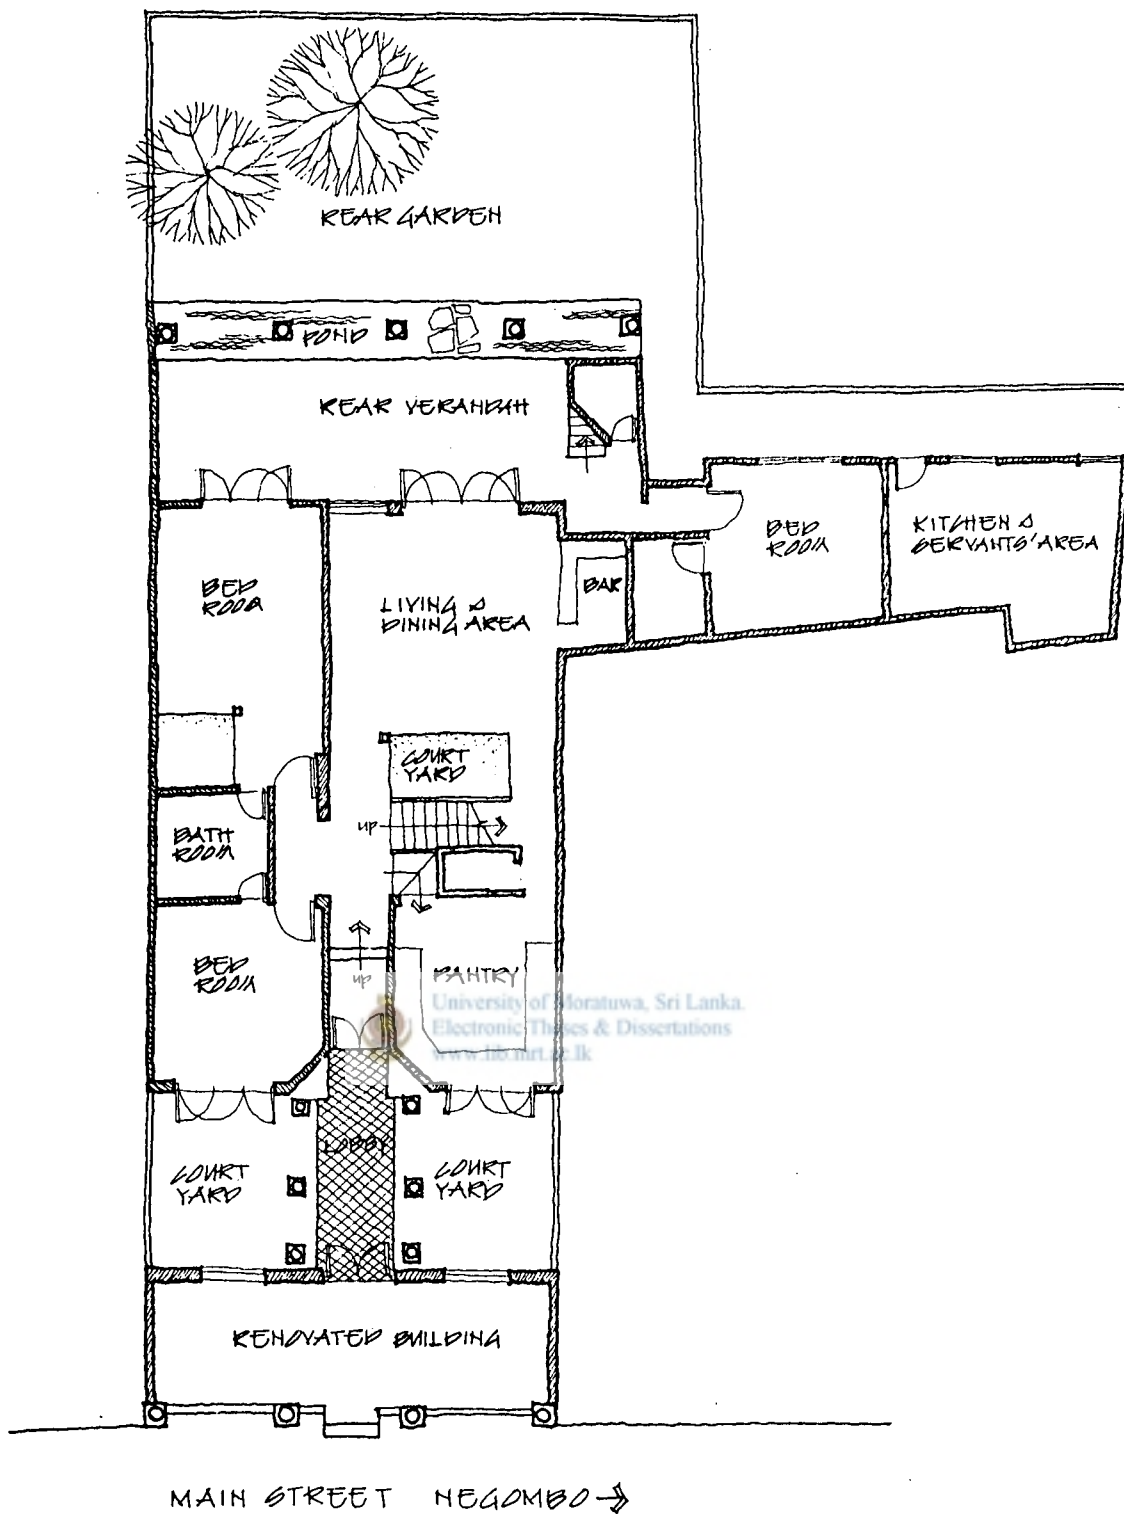 REAR GARDEN
POND
REAR VERANDAH
BED
ROOM
LIVING &
DINING AREA
BAR
BED
ROOM
KITCHEN &
SERVANTS' AREA
COURT
YARD
up
BATH
ROOM
BED
ROOM
up
PANTRY
University of Moratuwa, Sri Lanka.
Electronic Theses & Dissertations
www.lib.mrt.ac.lk
LOBBY
COURT
YARD
COURT
YARD
RENOVATED BUILDING
MAIN STREET NEGOMBO